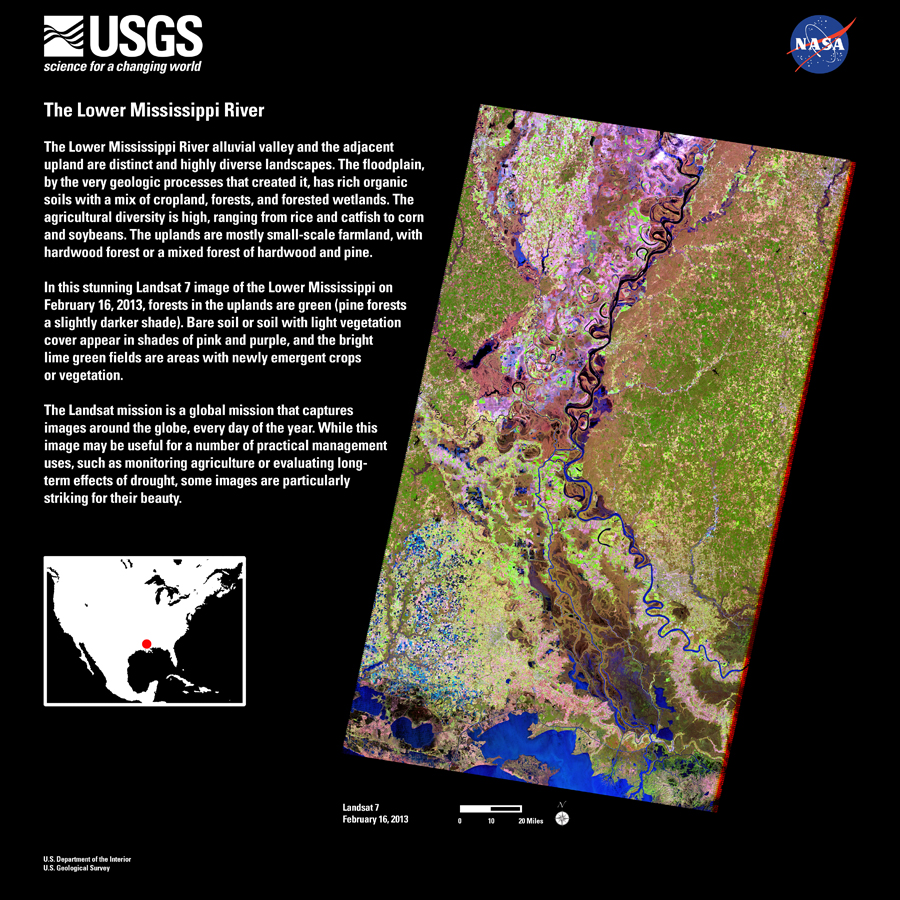 USGS
science for a changing world
NASA
The Lower Mississippi River
The Lower Mississippi River alluvial valley and the adjacent
upland are distinct and highly diverse landscapes. The floodplain,
by the very geologic processes that created it, has rich organic
soils with a mix of cropland, forests, and forested wetlands. The
agricultural diversity is high, ranging from rice and catfish to corn
and soybeans. The uplands are mostly small-scale farmland, with
hardwood forest or a mixed forest of hardwood and pine.
In this stunning Landsat 7 image of the Lower Mississippi on
February 16, 2013, forests in the uplands are green (pine forests
a slightly darker shade). Bare soil or soil with light vegetation
cover appear in shades of pink and purple, and the bright
lime green fields are areas with newly emergent crops
or vegetation.
The Landsat mission is a global mission that captures
images around the globe, every day of the year. While this
image may be useful for a number of practical management
uses, such as monitoring agriculture or evaluating long-
term effects of drought, some images are particularly
striking for their beauty.
Landsat 7
February 16, 2013
0 10 20 Miles
N
U.S. Department of the Interior
U.S. Geological Survey